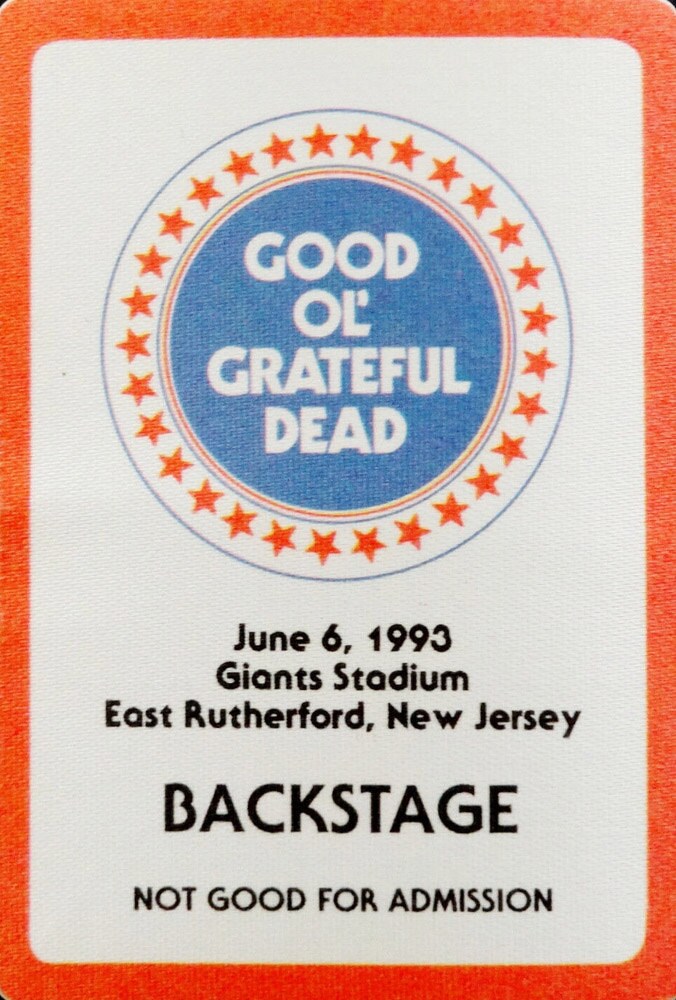 GOOD
OL'
GRATEFUL
DEAD
June 6, 1993
Giants Stadium
East Rutherford, New Jersey
BACKSTAGE
NOT GOOD FOR ADMISSION